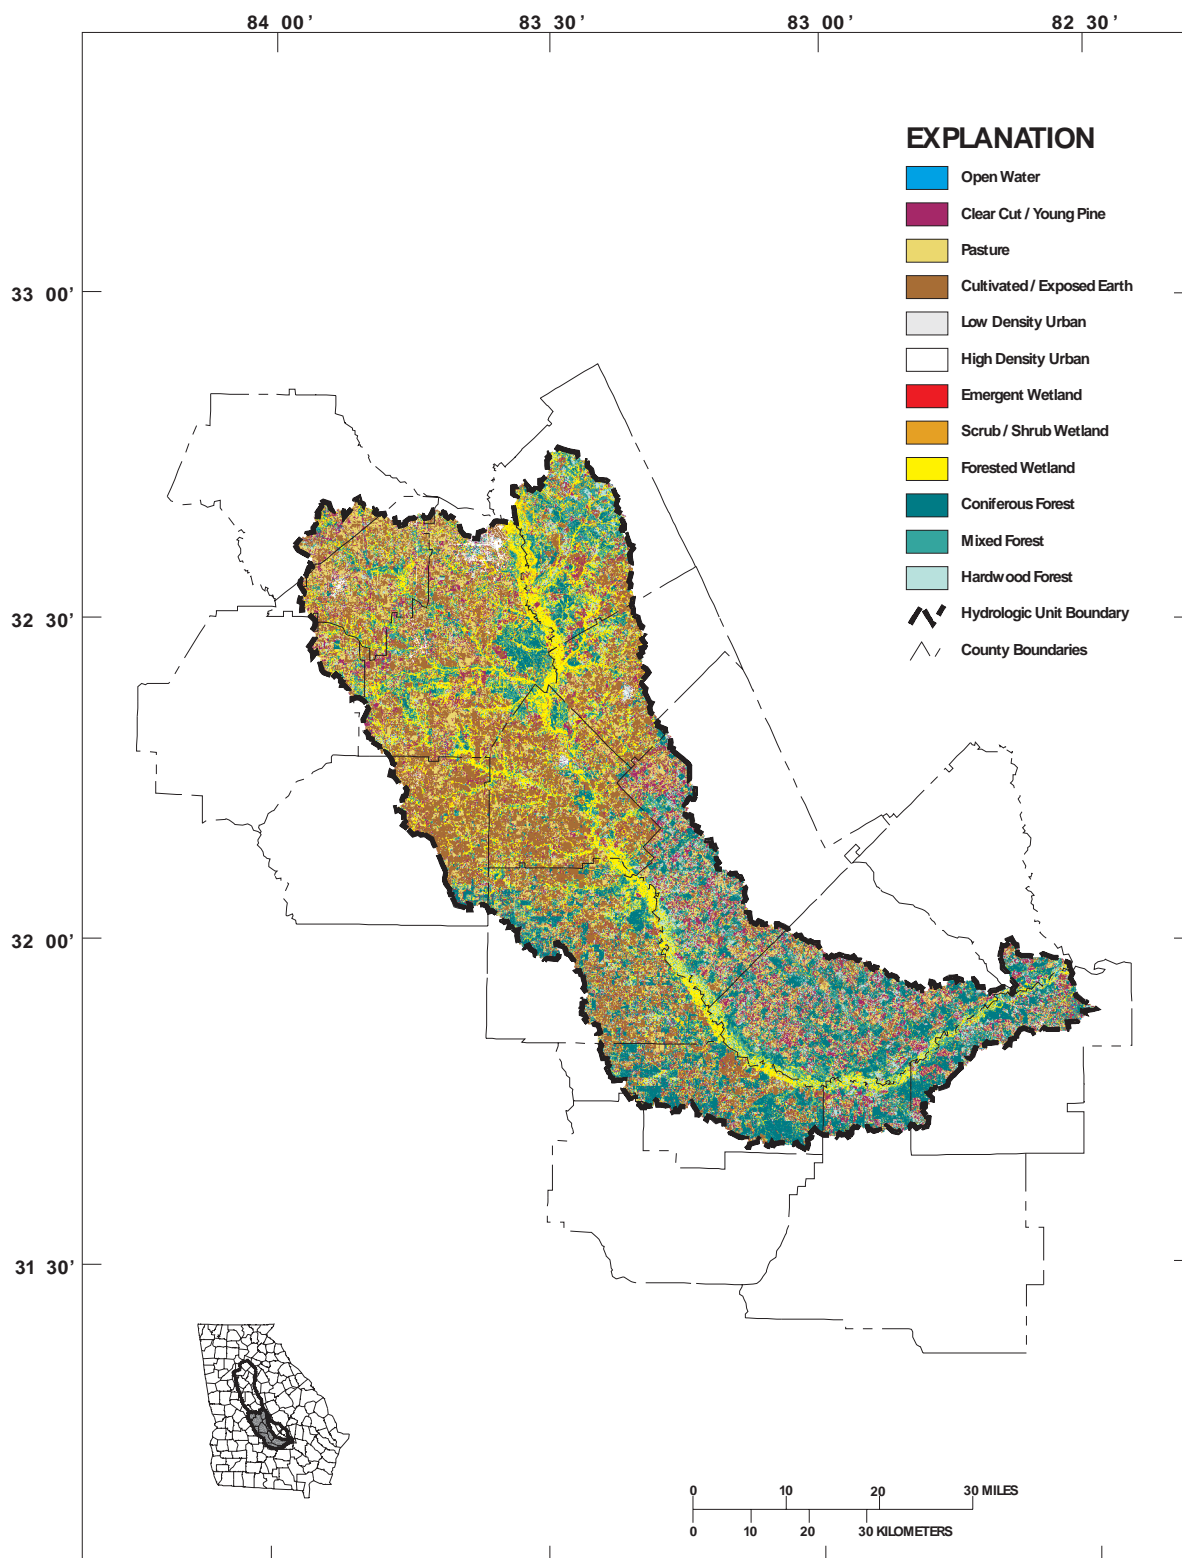 84 00’ 83 30’ 83 00’ 82 30’
EXPLANATION
Open Water
Clear Cut / Young Pine
Pasture
Cultivated / Exposed Earth
Low Density Urban
High Density Urban
Emergent Wetland
Scrub / Shrub Wetland
Forested Wetland
Coniferous Forest
Mixed Forest
Hardwood Forest
Hydrologic Unit Boundary
County Boundaries
33 00’
32 30’
32 00’
31 30’
0 10 20 30 MILES
0 10 20 30 KILOMETERS